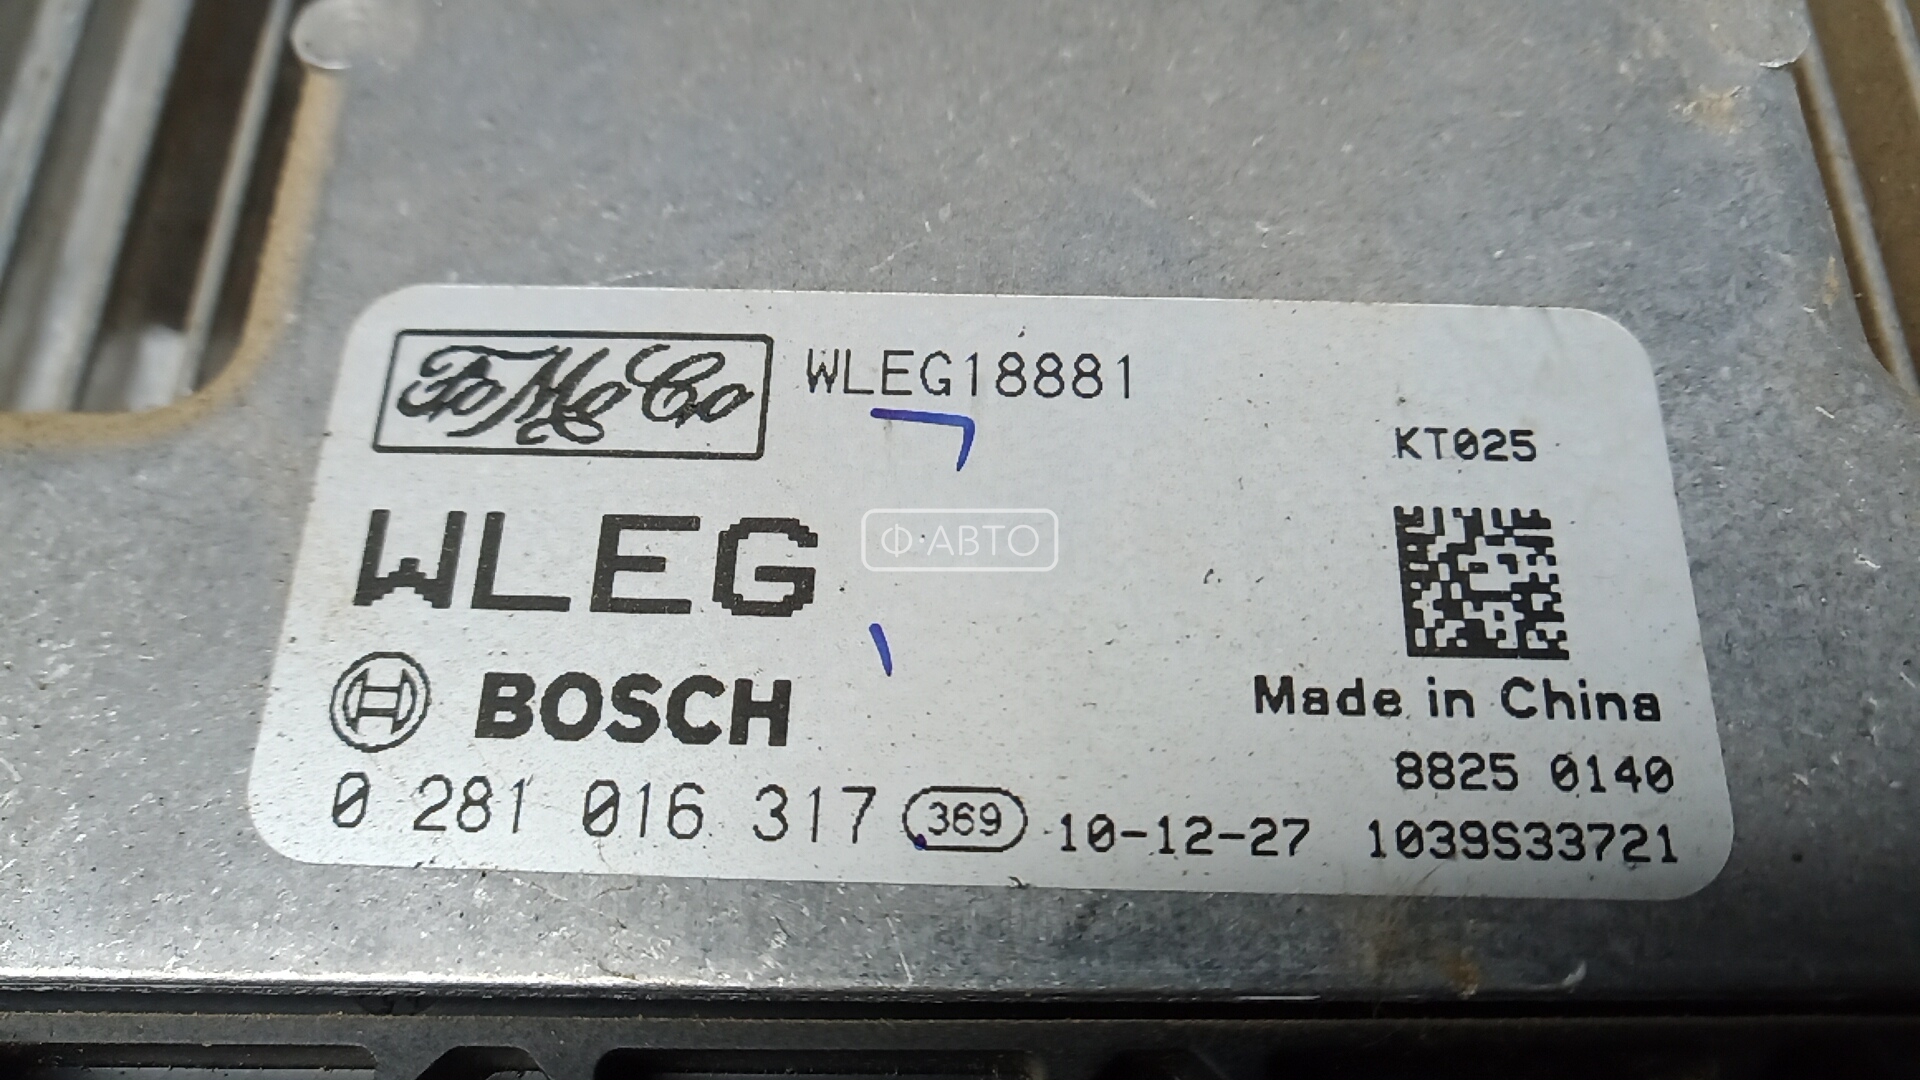 FoMoCo WLEG18881
KT025
WLEG
Ф·АВТО
BOSCH
Made in China
8825 0140
0 281 016 317 369 10-12-27 1039S33721